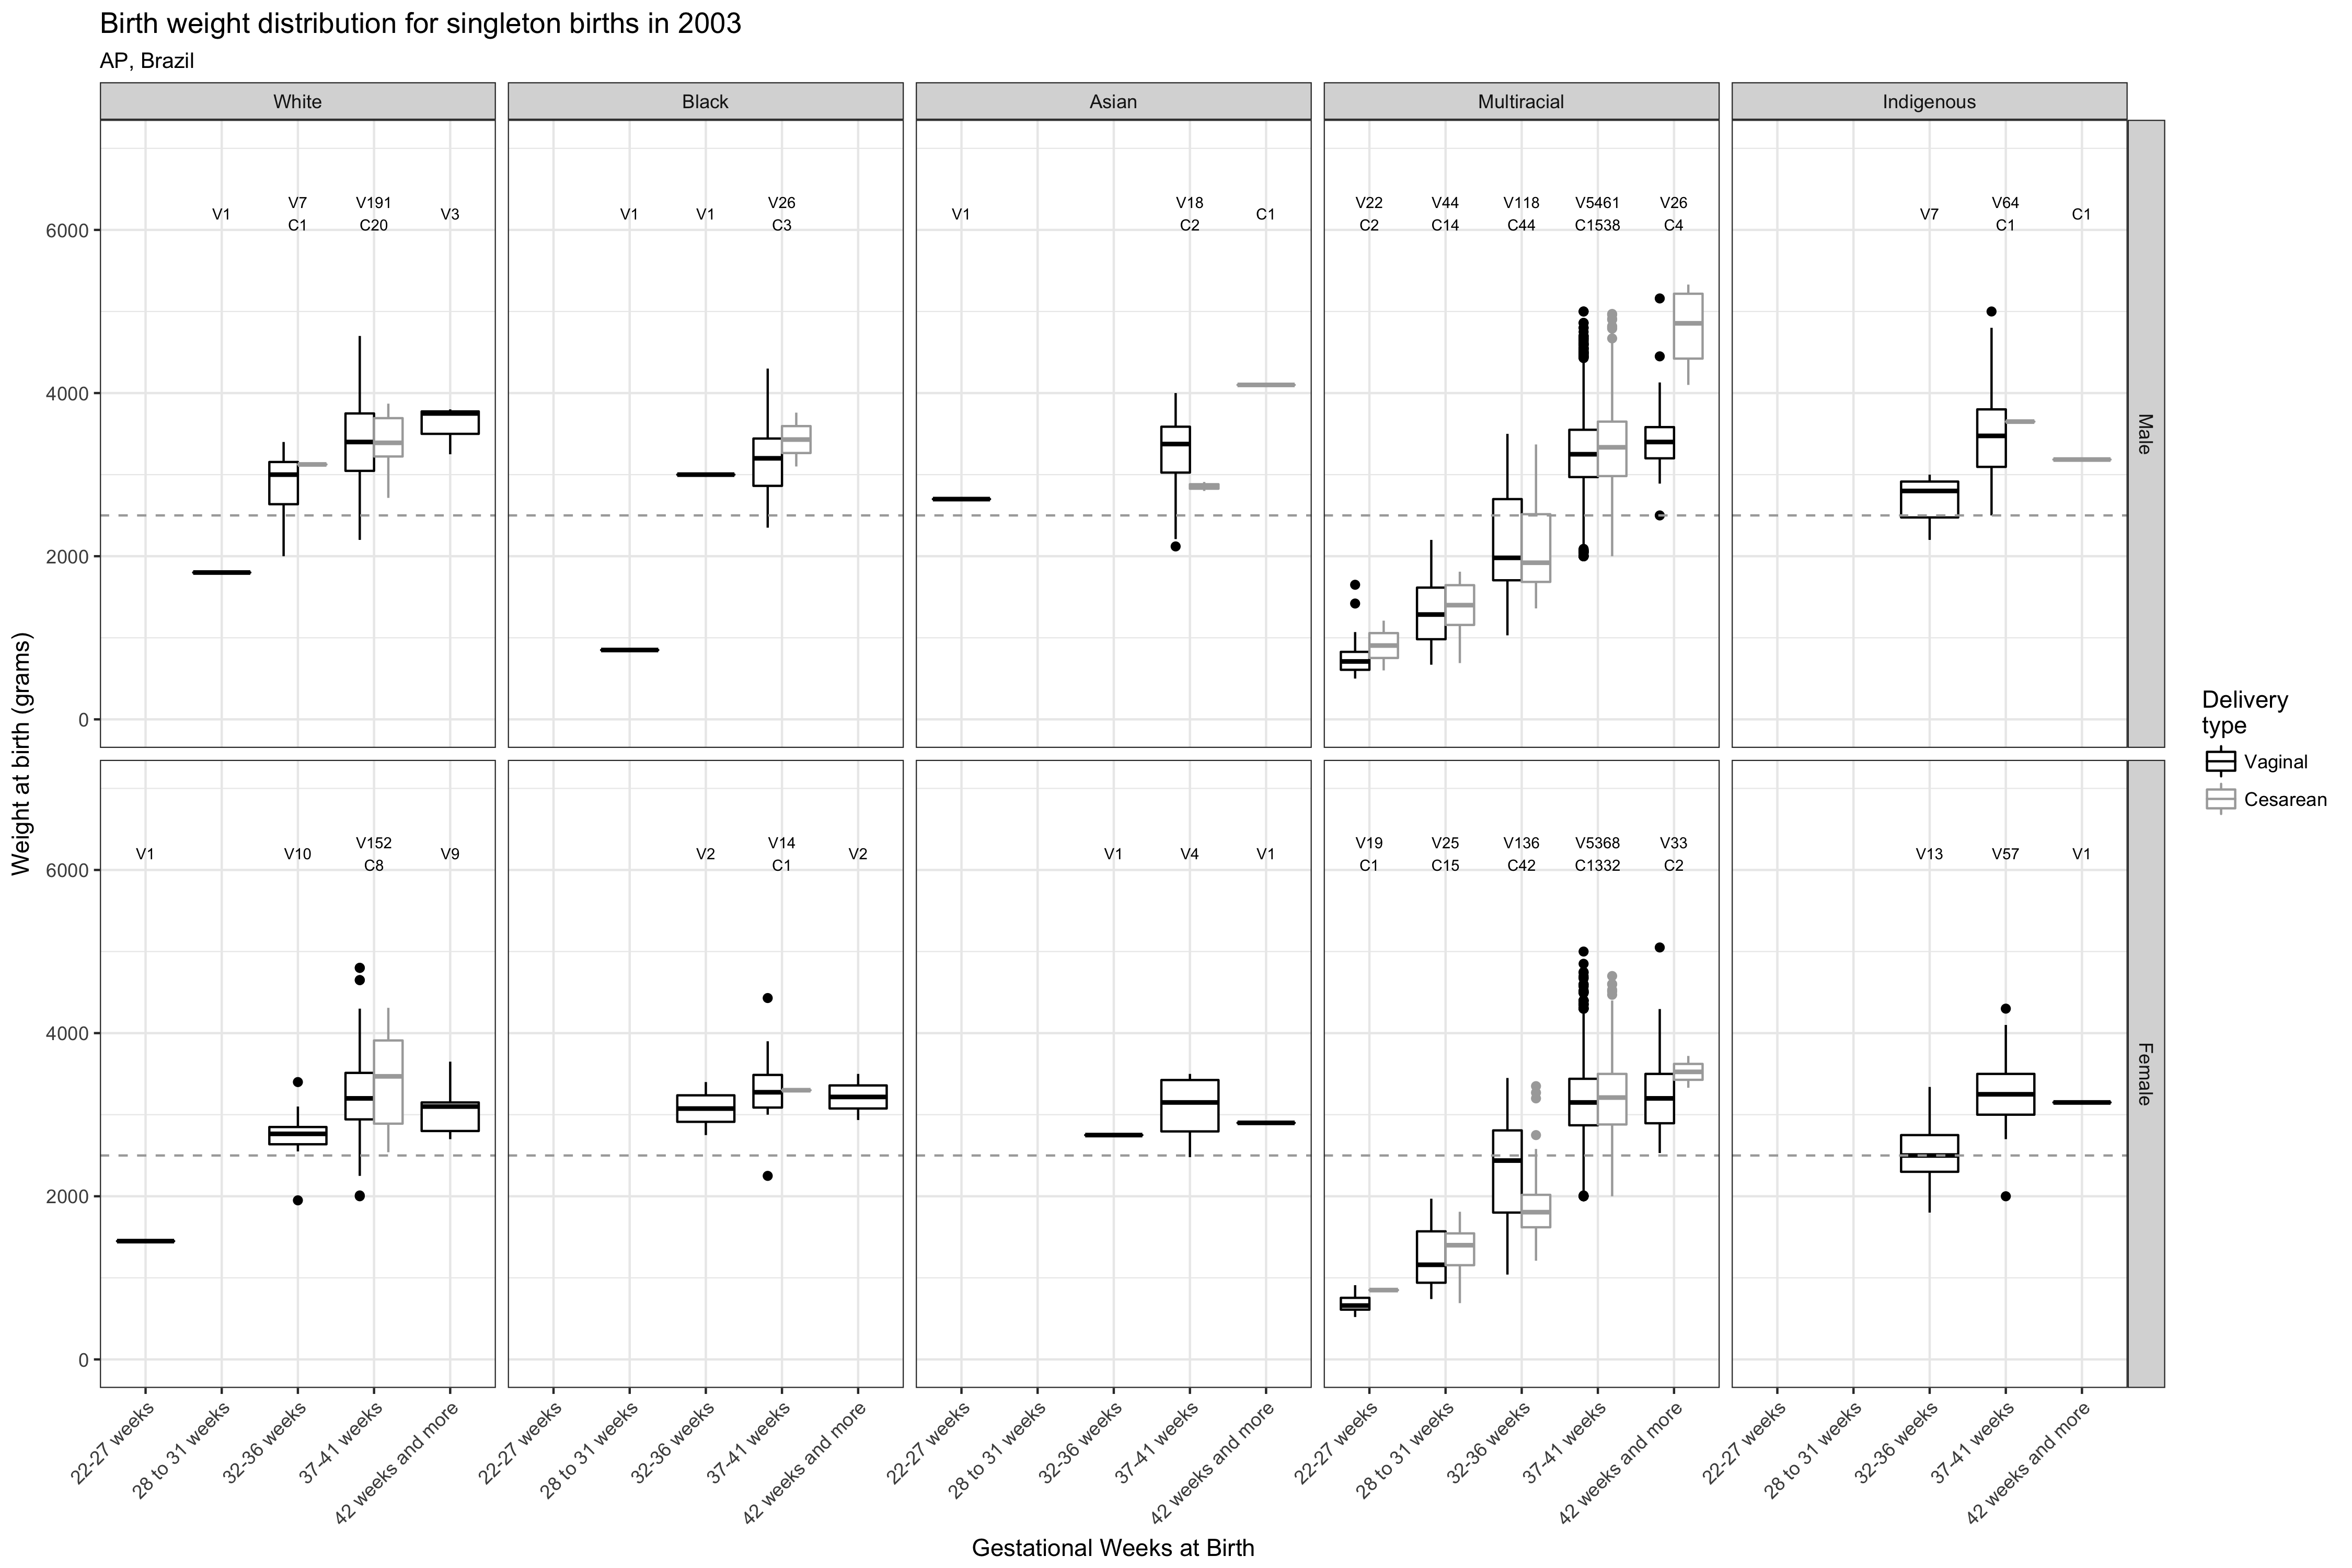 Birth weight distribution for singleton births in 2003
AP, Brazil
White
Black
Asian
Multiracial
Indigenous
Male
V1
V7
C1
V191
C20
V3
V1
V1
V26
C3
V1
V18
C2
C1
V22
C2
V44
C14
V118
C44
V5461
C1538
V26
C4
V7
V64
C1
C1
6000
4000
2000
0
Weight at birth (grams)
Female
V1
V10
V152
C8
V9
V2
V14
C1
V2
V1
V4
V1
V19
C1
V25
C15
V136
C42
V5368
C1332
V33
C2
V13
V57
V1
6000
4000
2000
0
22-27 weeks
28 to 31 weeks
32-36 weeks
37-41 weeks
42 weeks and more
22-27 weeks
28 to 31 weeks
32-36 weeks
37-41 weeks
42 weeks and more
22-27 weeks
28 to 31 weeks
32-36 weeks
37-41 weeks
42 weeks and more
22-27 weeks
28 to 31 weeks
32-36 weeks
37-41 weeks
42 weeks and more
22-27 weeks
28 to 31 weeks
32-36 weeks
37-41 weeks
42 weeks and more
Gestational Weeks at Birth
Delivery
type
Vaginal
Cesarean